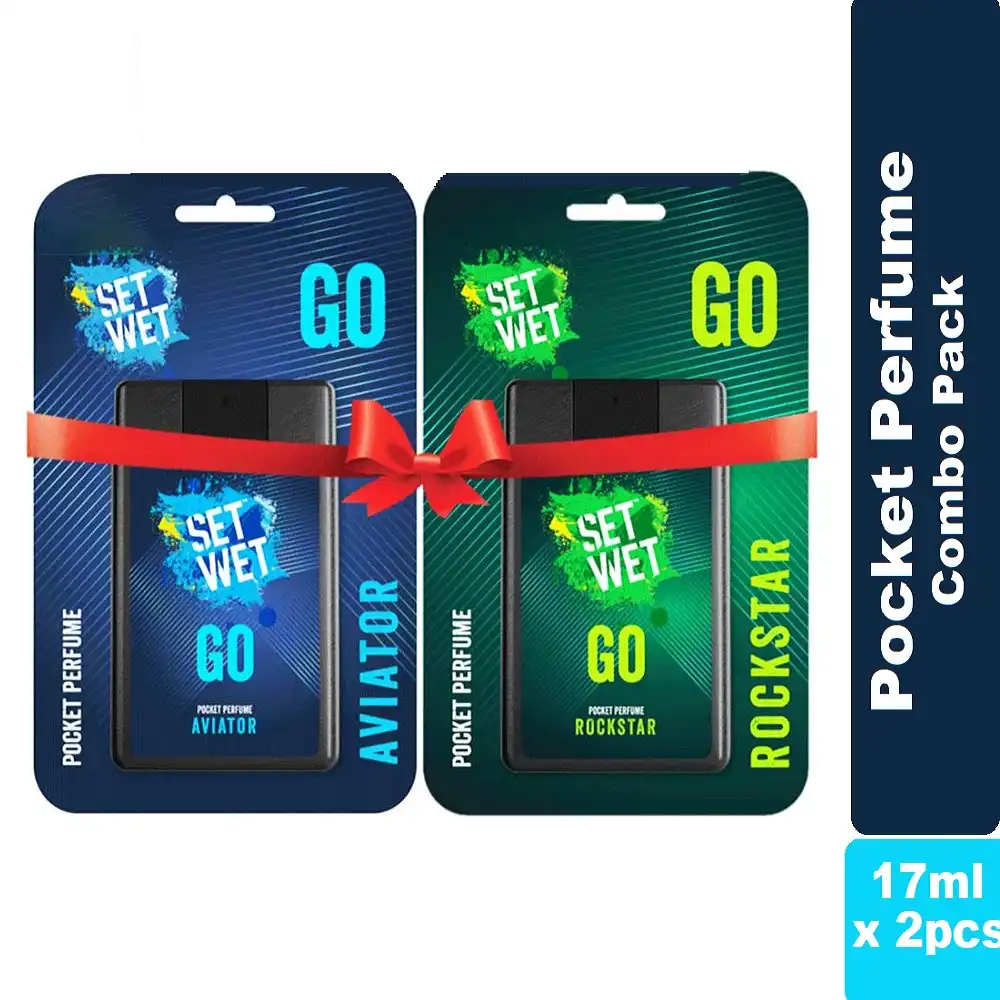 SET
WET
GO
POCKET PERFUME
AVIATOR
SET
WET
GO
POCKET PERFUME
AVIATOR
SET
WET
GO
POCKET PERFUME
ROCKSTAR
SET
WET
GO
POCKET PERFUME
ROCKSTAR
Pocket Perfume
Combo Pack
17ml
x 2pcs